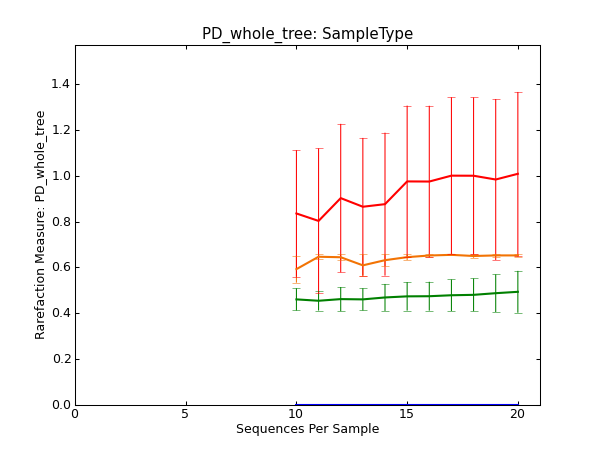 PD_whole_tree: SampleType
Rarefaction Measure: PD_whole_tree
1.4
1.2
1.0
0.8
0.6
0.4
0.2
0.0
0 5 10 15 20
Sequences Per Sample